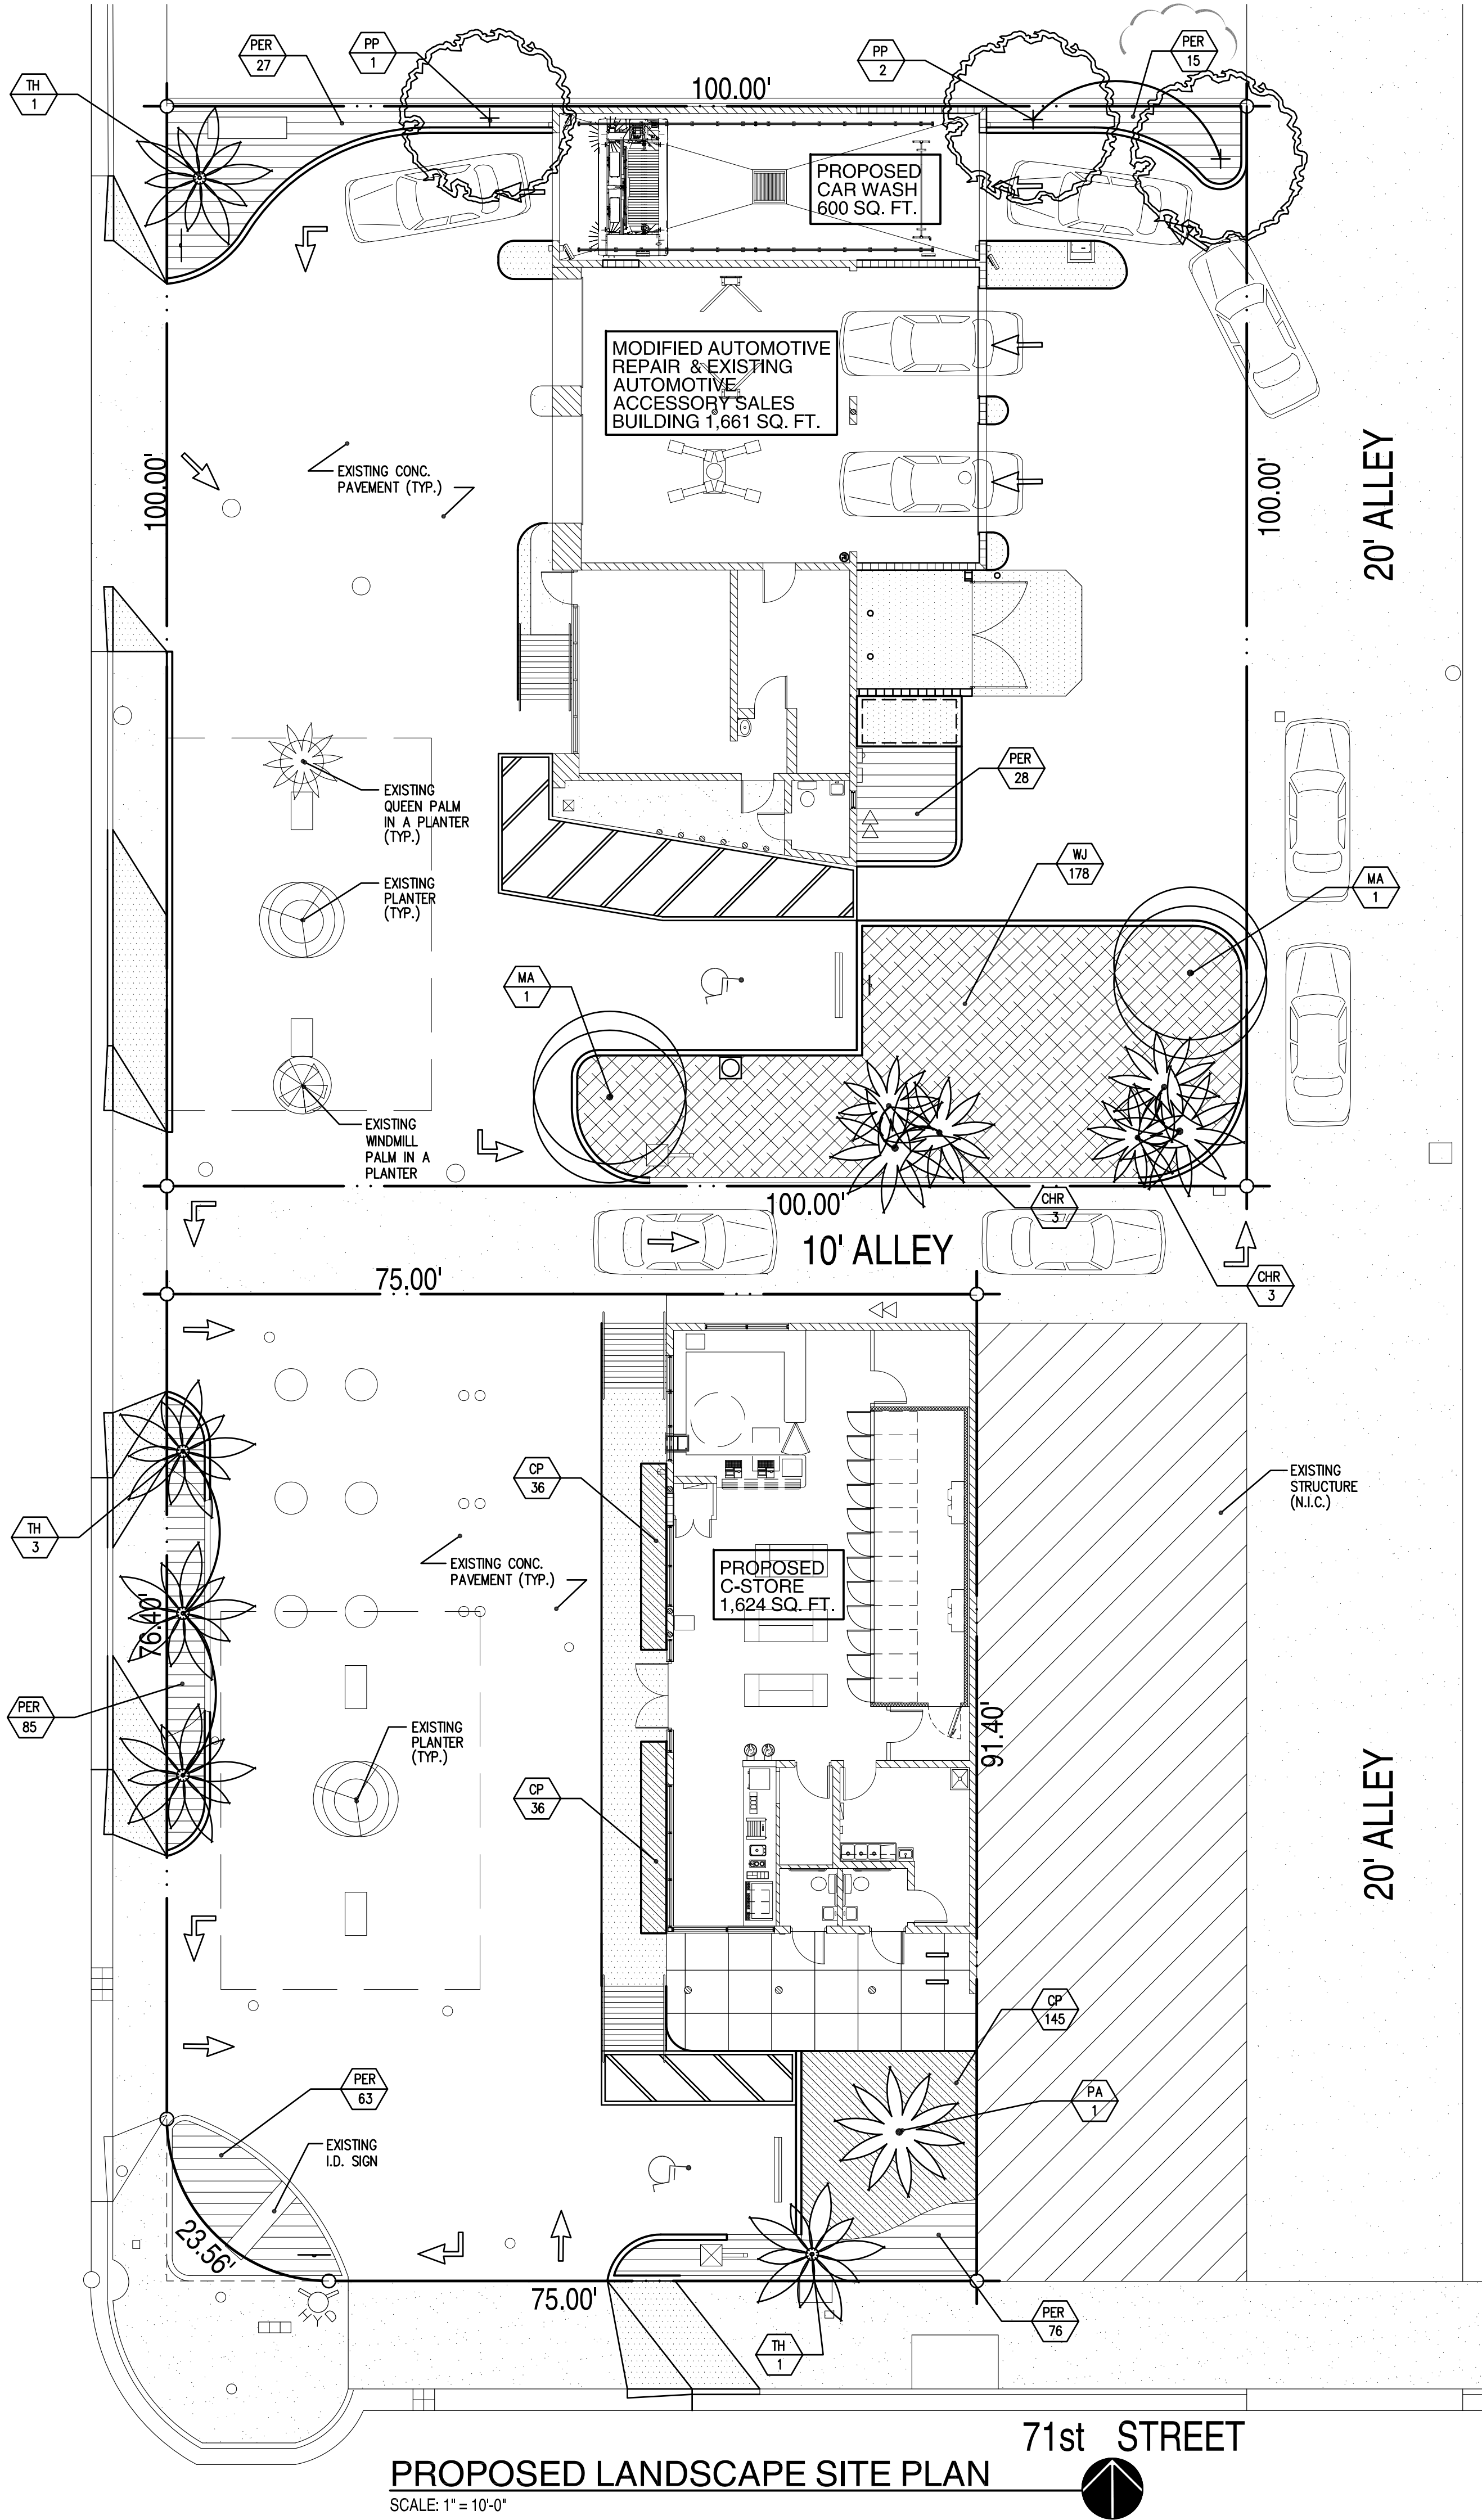 PER
27
PP
1
PP
2
PER
15
TH
1
100.00'
PROPOSED
CAR WASH
600 SQ. FT.
MODIFIED AUTOMOTIVE
REPAIR & EXISTING
AUTOMOTIVE
ACCESSORY SALES
BUILDING 1,661 SQ. FT.
100.00'
EXISTING CONC.
PAVEMENT (TYP.)
100.00'
20' ALLEY
EXISTING
QUEEN PALM
IN A PLANTER
(TYP.)
PER
28
WJ
178
MA
1
EXISTING
PLANTER
(TYP.)
MA
1
EXISTING
WINDMILL
PALM IN A
PLANTER
100.00'
CHR
3
10' ALLEY
75.00'
CHR
3
CP
36
EXISTING
STRUCTURE
(N.I.C.)
TH
3
EXISTING CONC.
PAVEMENT (TYP.)
PROPOSED
C-STORE
1,624 SQ. FT.
76.40'
PER
85
EXISTING
PLANTER
(TYP.)
91.40'
CP
36
20' ALLEY
CP
145
PER
63
PA
1
EXISTING
I.D. SIGN
23.56'
75.00'
HYD
PER
76
TH
1
71st STREET
PROPOSED LANDSCAPE SITE PLAN
SCALE: 1" = 10'-0"